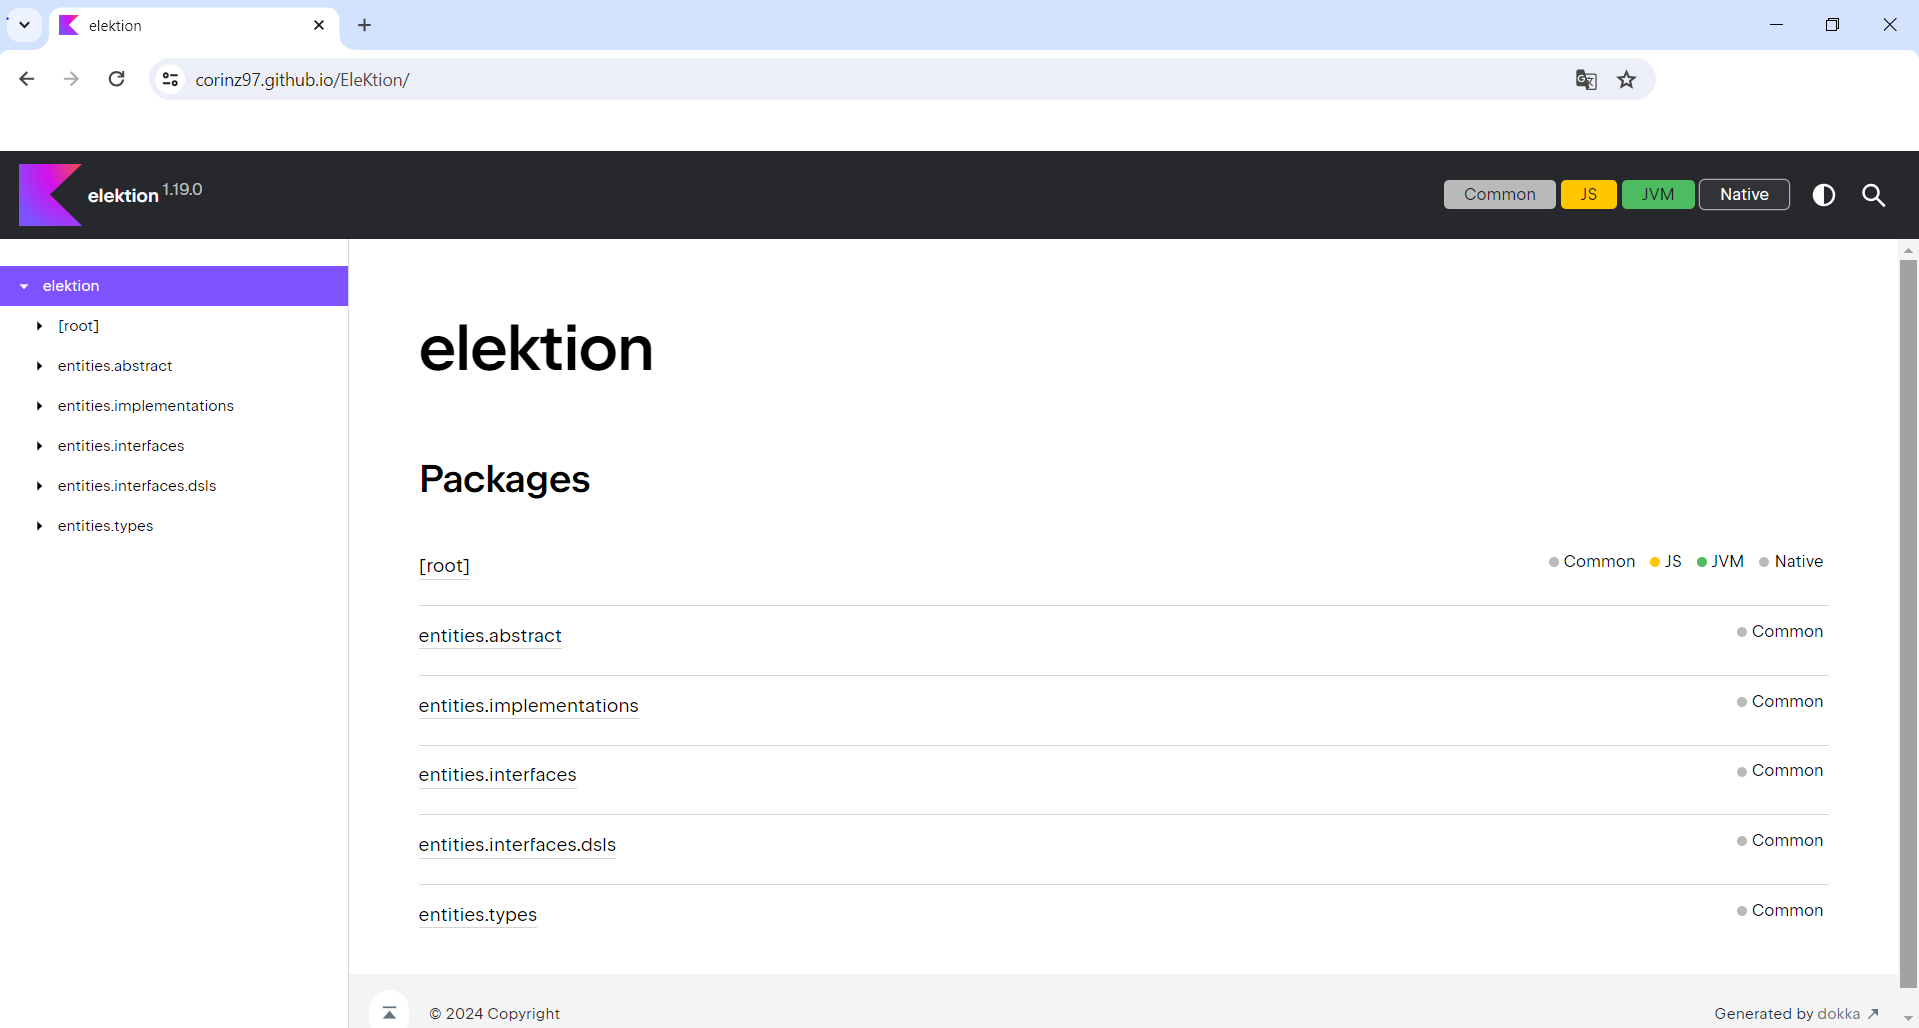 elektion
corinz97.github.io/EleKtion/
elektion 1.19.0
Common JS JVM Native
elektion
[root]
entities.abstract
entities.implementations
entities.interfaces
entities.interfaces.dsls
entities.types
elektion
Packages
[root] Common JS JVM Native
entities.abstract Common
entities.implementations Common
entities.interfaces Common
entities.interfaces.dsls Common
entities.types Common
© 2024 Copyright Generated by dokka